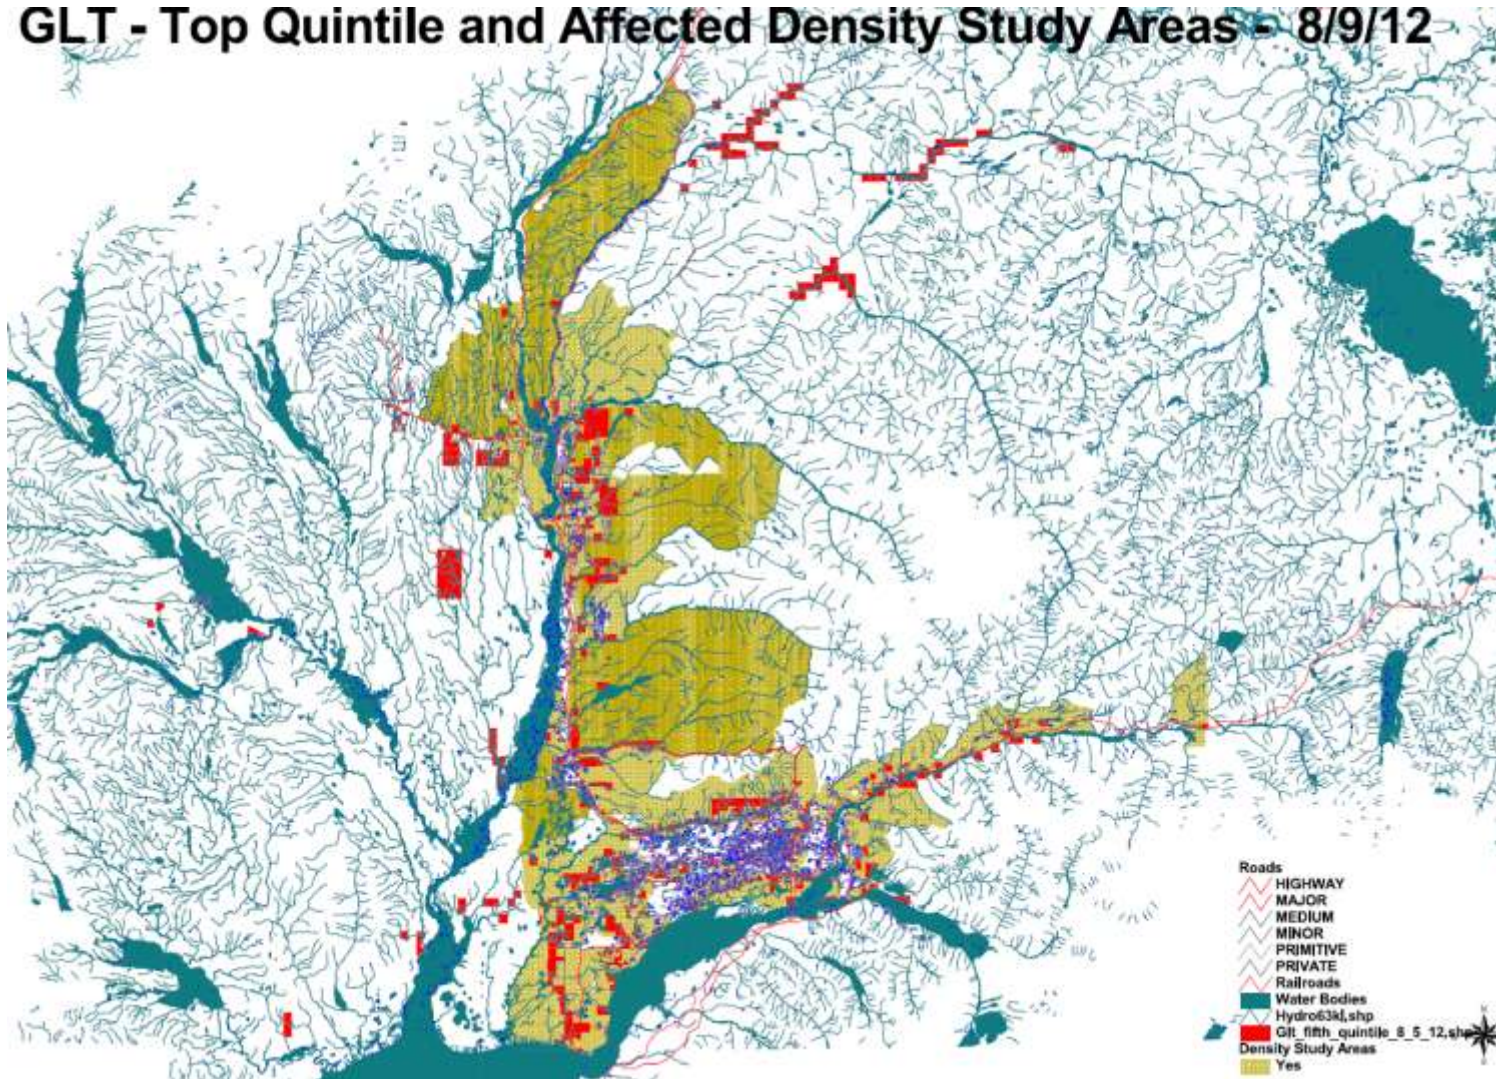 GLT - Top Quintile and Affected Density Study Areas - 8/9/12
Roads
HIGHWAY
MAJOR
MEDIUM
MINOR
PRIMITIVE
PRIVATE
Railroads
Water Bodies
Hydro63kl,shp
Glt_fifth_quintile_8_5_12,shp
Density Study Areas
Yes